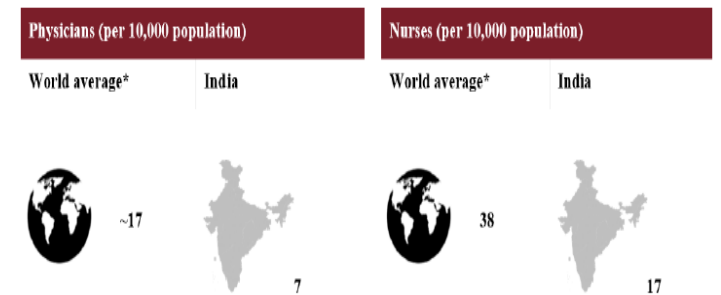 Physicians (per 10,000 population)
World average*
India
~17
7
Nurses (per 10,000 population)
World average*
India
38
17